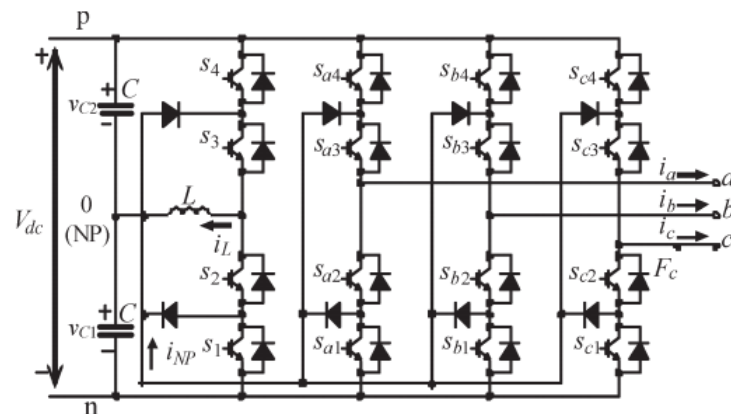 p
+
s4
sa4
sb4
sc4
+
C
vC2
-
s3
sa3
sb3
sc3
ia
a
L
0
(NP)
Vdc
iL
ib
b
ic
c
Fc
s2
sa2
sb2
sc2
+
C
vC1
-
iNP
s1
sa1
sb1
sc1
-
n